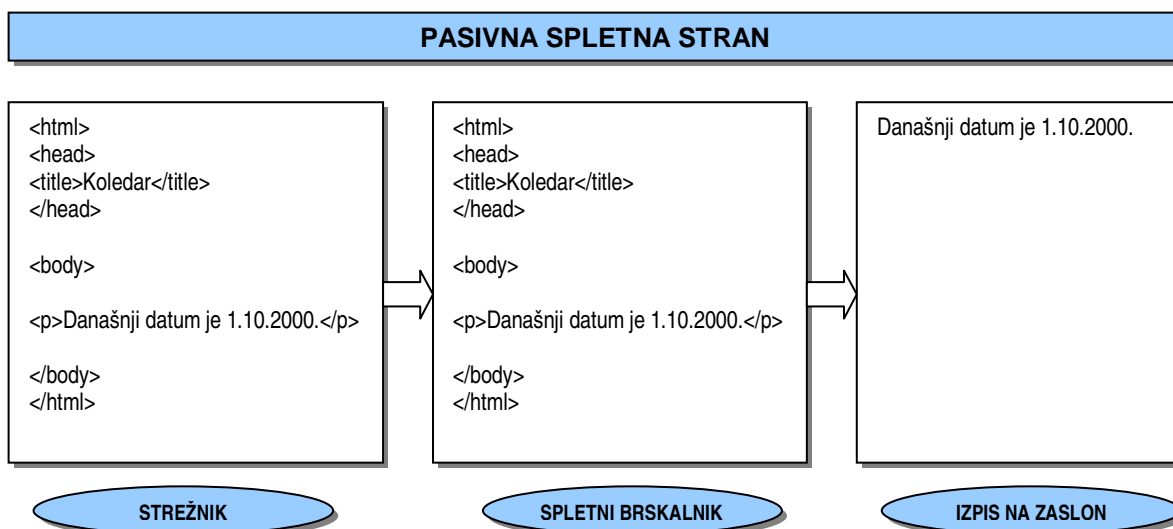 PASIVNA SPLETNA STRAN
<html>
<head>
<title>Koledar</title>
</head>
<body>
<p>Današnji datum je 1.10.2000.</p>
</body>
</html>
STREŽNIK
<html>
<head>
<title>Koledar</title>
</head>
<body>
<p>Današnji datum je 1.10.2000.</p>
</body>
</html>
SPLETNI BRSKALNIK
Današnji datum je 1.10.2000.
IZPIS NA ZASLON